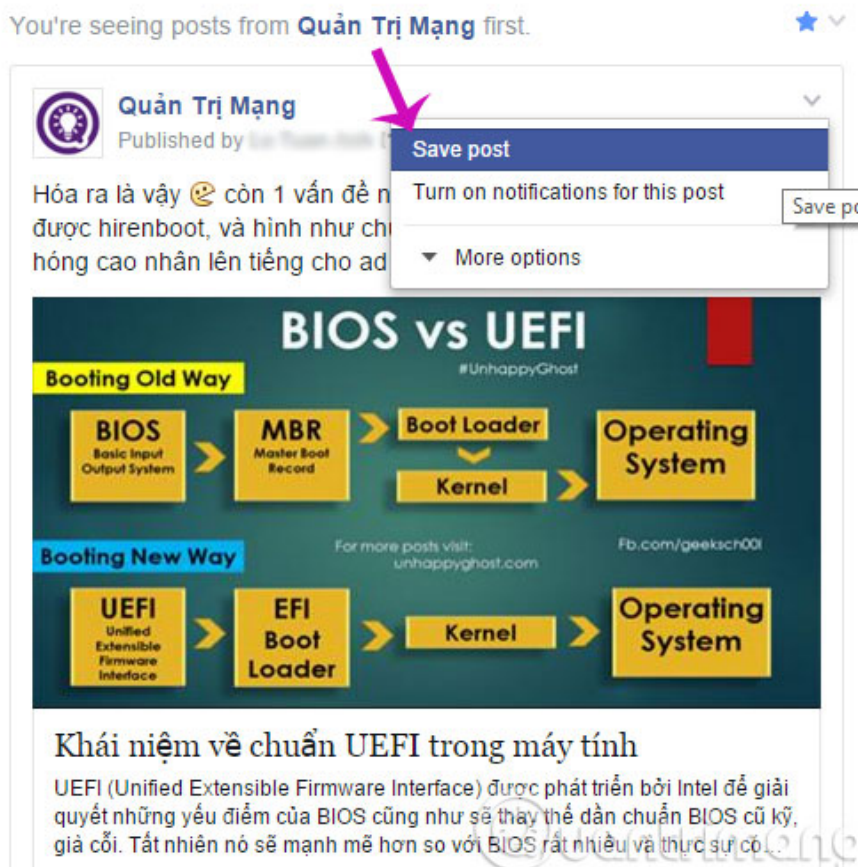 You're seeing posts from Quản Trị Mạng first.
Quản Trị Mạng
Published by
Save post
Turn on notifications for this post
Save po
More options
Hóa ra là vậy còn 1 vấn đề n
được hirenboot, và hình như chu
hóng cao nhân lên tiếng cho ad
BIOS vs UEFI
#UnhappyGhost
Booting Old Way
BIOS
Basic Input
Output System
MBR
Master Boot
Record
Boot Loader
Kernel
Operating
System
Booting New Way
For more posts visit:
unhappyghost.com
Fb.com/geeksch00l
UEFI
Unified
Extensible
Firmware
Interface
EFI
Boot
Loader
Kernel
Operating
System
Khái niệm về chuẩn UEFI trong máy tính
UEFI (Unified Extensible Firmware Interface) được phát triển bởi Intel để giải
quyết những yếu điểm của BIOS cũng như sẽ thay thế dần chuẩn BIOS cũ kỹ,
già cỗi. Tất nhiên nó sẽ mạnh mẽ hơn so với BIOS rất nhiều và thực sự có...